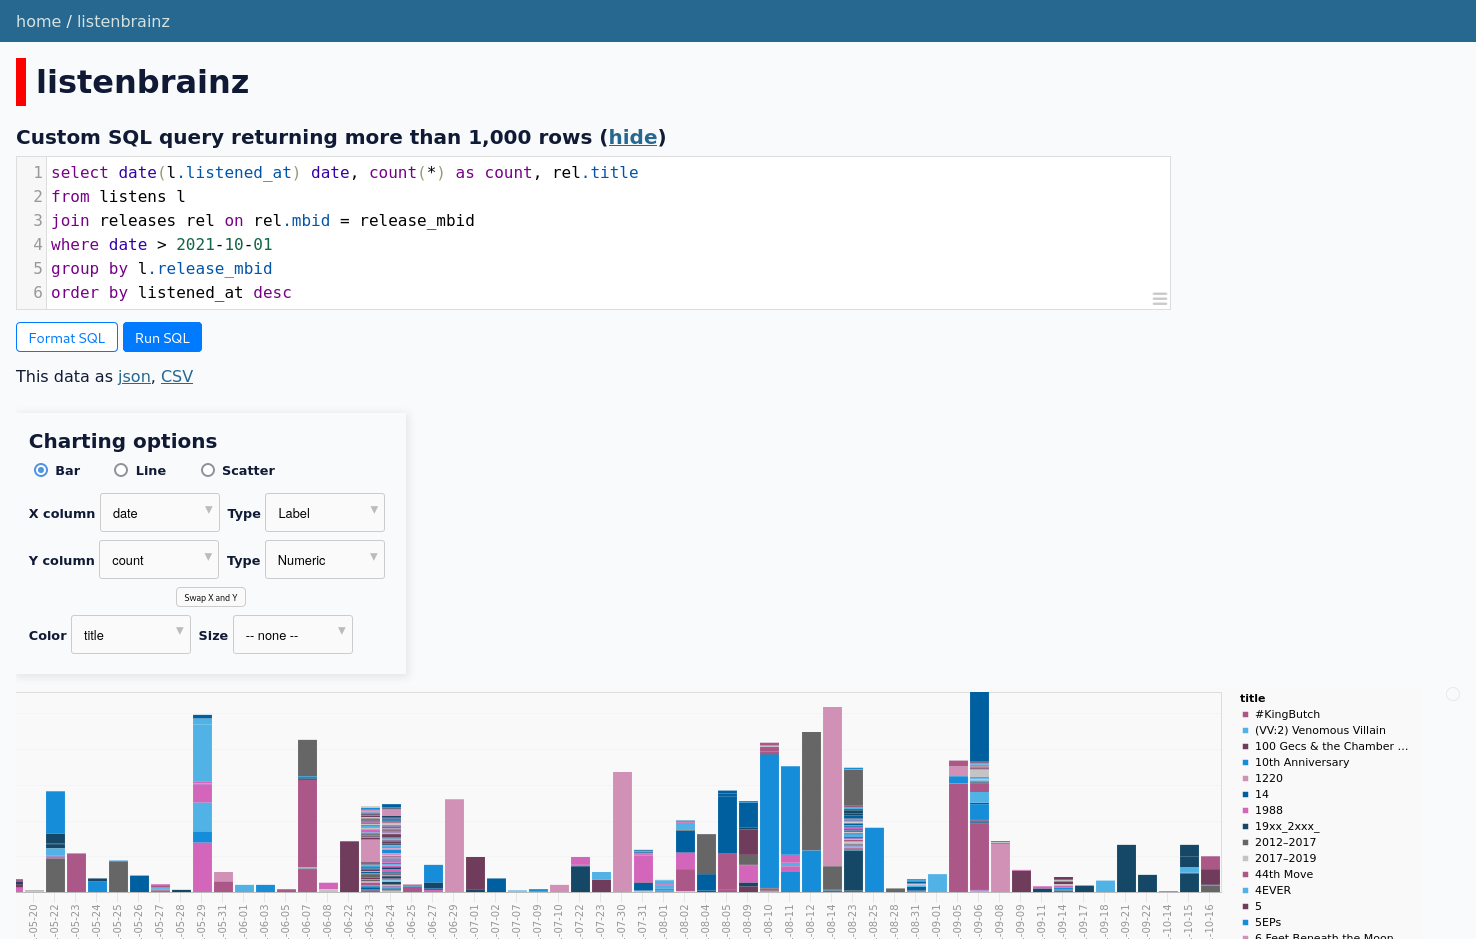 home / listenbrainz
listenbrainz
Custom SQL query returning more than 1,000 rows (hide)
1 select date(l.listened_at) date, count(*) as count, rel.title
2 from listens l
3 join releases rel on rel.mbid = release_mbid
4 where date > 2021-10-01
5 group by l.release_mbid
6 order by listened_at desc
Format SQL Run SQL
This data as json, CSV
Charting options
Bar Line Scatter
X column date Type Label
Y column count Type Numeric
Swap X and Y
Color title Size -- none --
title
#KingButch
(VV:2) Venomous Villain
100 Gecs & the Chamber ...
10th Anniversary
1220
14
1988
19xx_2xxx_
2012–2017
2017–2019
44th Move
4EVER
5
5EPs
6 Feet Beneath the Moon
-05-20 -05-22 -05-23 -05-24 -05-25 -05-26 -05-27 -05-28 -05-29 -05-31 -06-01 -06-03 -06-05 -06-07 -06-08 -06-22 -06-23 -06-24 -06-25 -06-27 -06-29 -07-01 -07-02 -07-07 -07-09 -07-10 -07-22 -07-23 -07-30 -07-31 -08-01 -08-02 -08-04 -08-05 -08-09 -08-10 -08-11 -08-12 -08-14 -08-23 -08-25 -08-28 -08-31 -09-01 -09-05 -09-06 -09-08 -09-09 -09-11 -09-14 -09-17 -09-18 -09-21 -09-22 -10-14 -10-15 -10-16